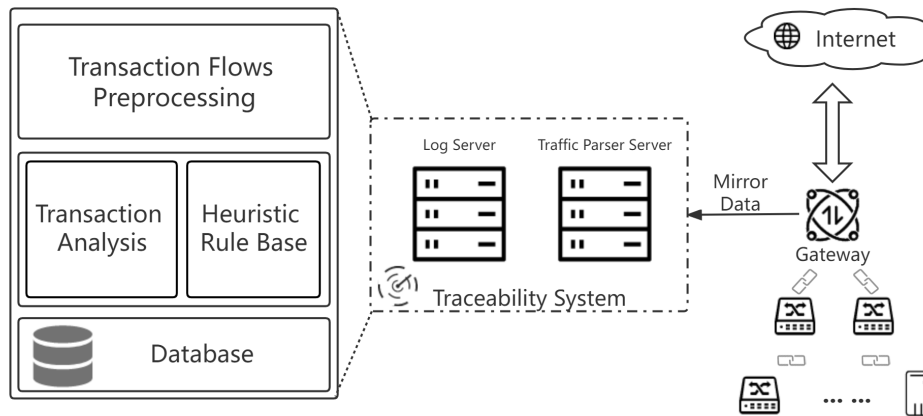 Transaction Flows
Preprocessing
Transaction
Analysis
Heuristic
Rule Base
Database
Log Server
Traffic Parser Server
Traceability System
Mirror
Data
Internet
Gateway
... ...